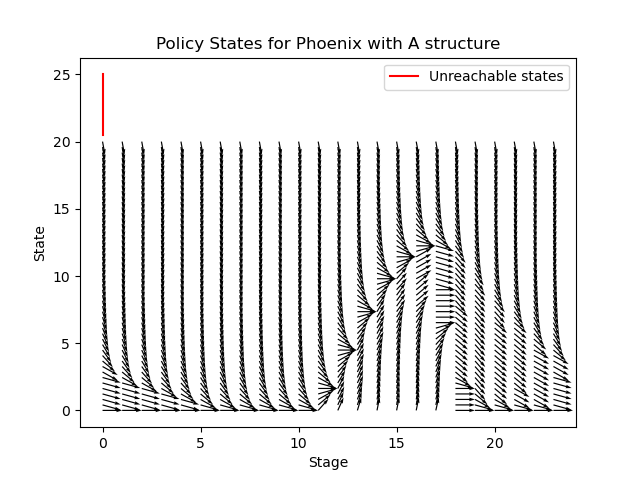 Policy States for Phoenix with A structure
Unreachable states
25
20
15
10
5
0
State
0 5 10 15 20
Stage